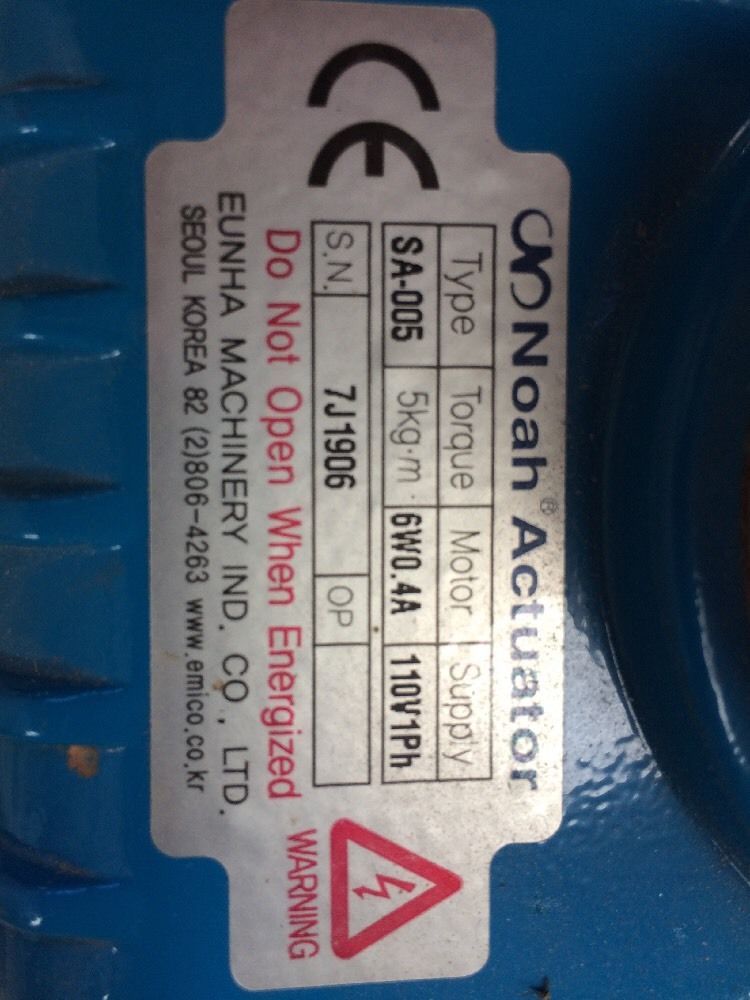 CE
Noah® Actuator
Type Torque Motor Supply
SA-005 5kg·m 6W0.4A 110V1Ph
S.N. 7J1906 OP
Do Not Open When Energized
WARNING
EUNHA MACHINERY IND. CO., LTD.
SEOUL KOREA 82 (2)806-4263 www.emico.co.kr